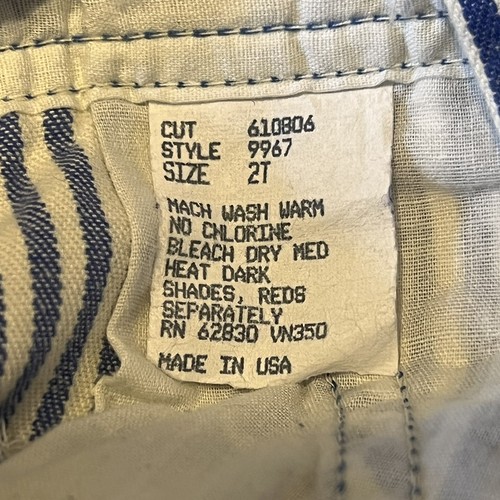 CUT 610806
STYLE 9967
SIZE 2T
MACH WASH WARM
NO CHLORINE
BLEACH DRY MED
HEAT DARK
SHADES, REDS
SEPARATELY
RN 62830 VN350
MADE IN USA